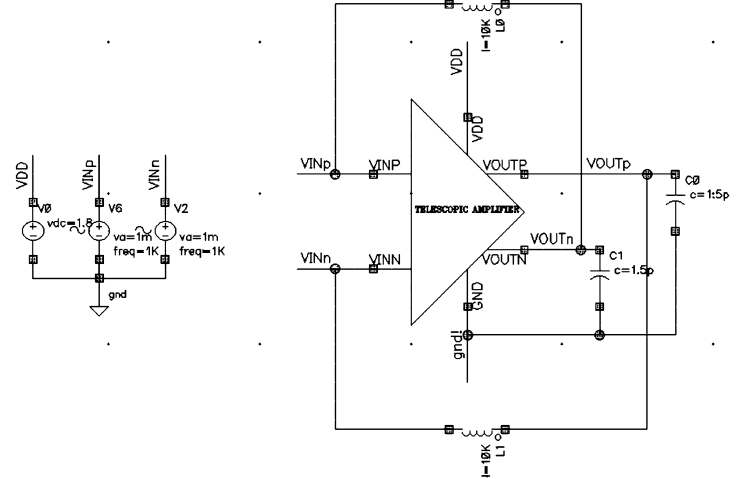 l=10K
L0
VDD
VDD
VINp
VINP
VOUTP
VOUTp
C0
c=1.5p
TELESCOPIC AMPLIFIER
VDD
VINp
VINn
V0
vdc=1.8
V6
va=1m
freq=1K
V2
va=1m
freq=1K
gnd
VINn
VINN
VOUTn
VOUTN
C1
c=1.5p
GND
gnd!
l=10K
L1